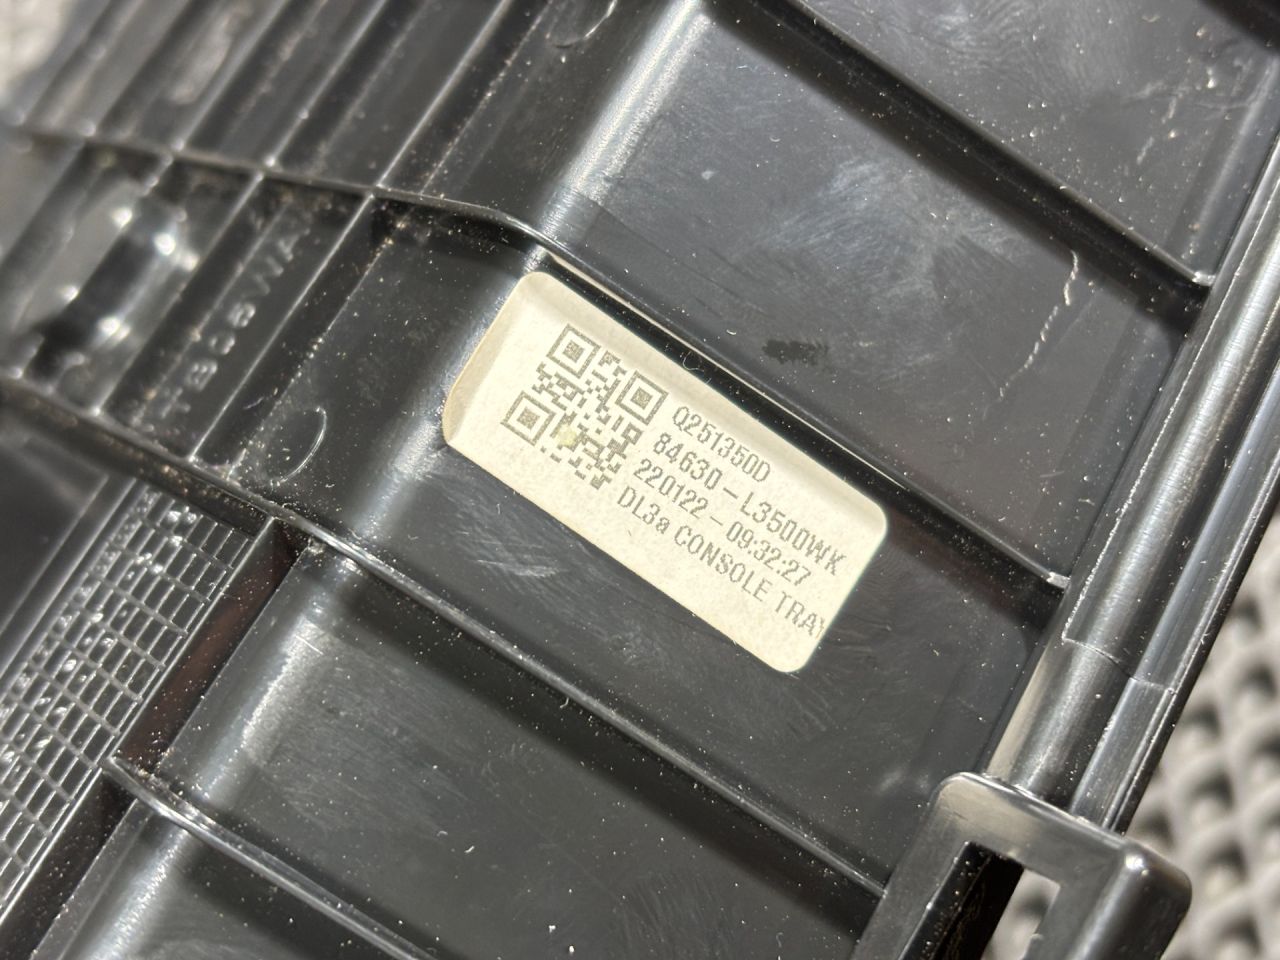 Q251350D
84630-L3500WK
220122-09:32:27
DL3a CONSOLE TRAY